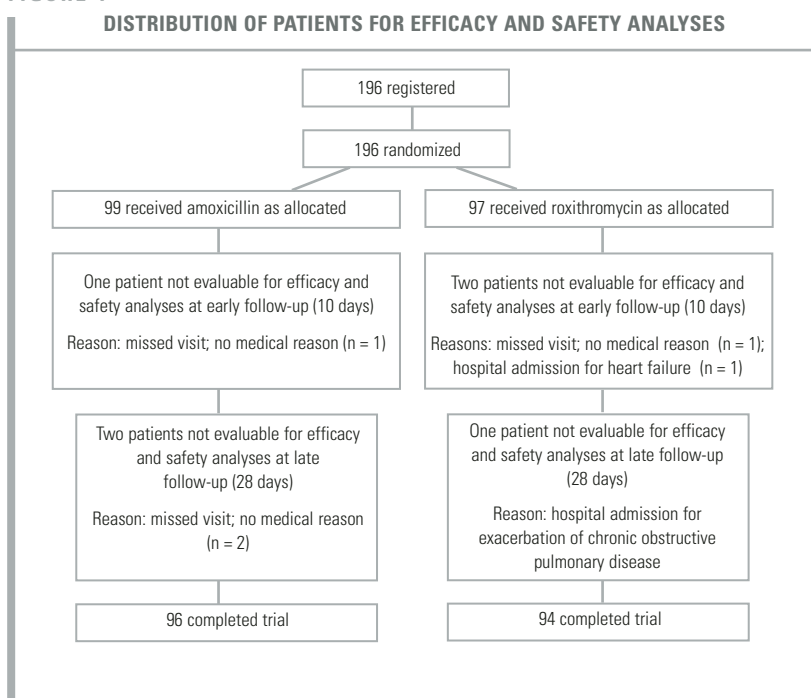 DISTRIBUTION OF PATIENTS FOR EFFICACY AND SAFETY ANALYSES
196 registered
196 randomized
99 received amoxicillin as allocated
97 received roxithromycin as allocated
One patient not evaluable for efficacy and
safety analyses at early follow-up (10 days)
Reason: missed visit; no medical reason (n = 1)
Two patients not evaluable for efficacy and
safety analyses at early follow-up (10 days)
Reasons: missed visit; no medical reason (n = 1);
hospital admission for heart failure (n = 1)
Two patients not evaluable for efficacy
and safety analyses at late
follow-up (28 days)
Reason: missed visit; no medical reason
(n = 2)
One patient not evaluable for efficacy
and safety analyses at late follow-up
(28 days)
Reason: hospital admission for
exacerbation of chronic obstructive
pulmonary disease
96 completed trial
94 completed trial